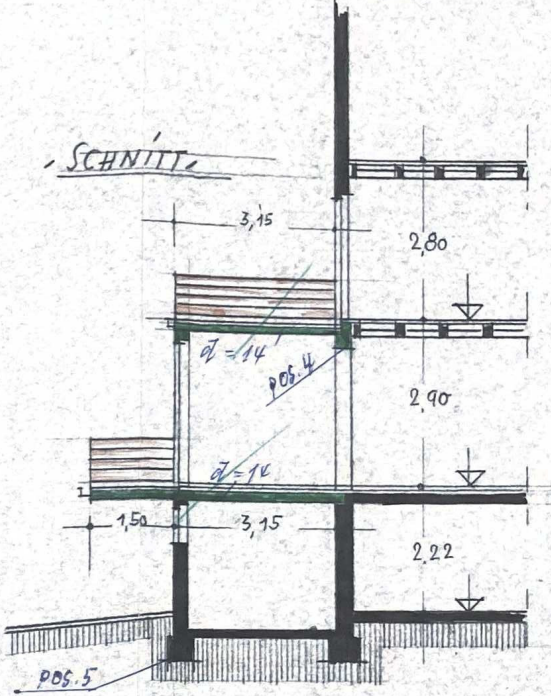 SCHNITT
3,15
2,80
d = 14
POS.4
2,90
d = 14
1,50
3,15
2,22
POS.5